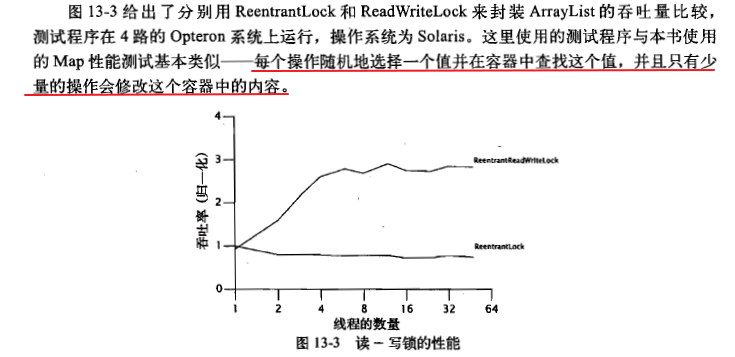 图 13-3 给出了分别用 ReentrantLock 和 ReadWriteLock 来封装 ArrayList 的吞吐量比较，
测试程序在 4 路的 Opteron 系统上运行，操作系统为 Solaris。这里使用的测试程序与本书使用
的 Map 性能测试基本类似——每个操作随机地选择一个值并在容器中查找这个值，并且只有少
量的操作会修改这个容器中的内容。
4
3
2
1
0
吞吐率（归一化）
ReentrantReadWriteLock
ReentrantLock
1 2 4 8 16 32 64
线程的数量
图 13-3 读－写锁的性能